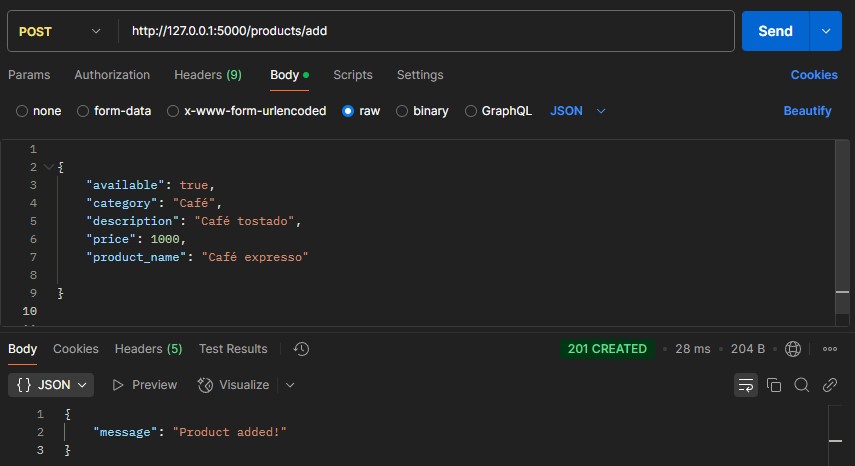 POST http://127.0.0.1:5000/products/add Send
Params Authorization Headers (9) Body Scripts Settings Cookies
none form-data x-www-form-urlencoded raw binary GraphQL JSON Beautify
1
2 {
3 "available": true,
4 "category": "Café",
5 "description": "Café tostado",
6 "price": 1000,
7 "product_name": "Café expresso"
8
9 }
10
Body Cookies Headers (5) Test Results 201 CREATED 28 ms 204 B
{} JSON Preview Visualize
1 {
2 "message": "Product added!"
3 }